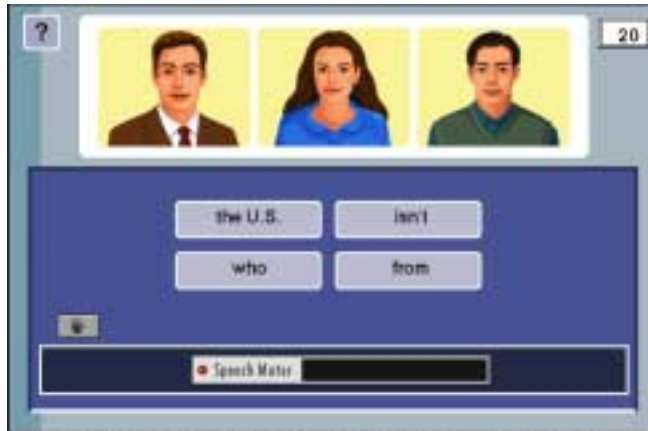 ?
20
the U.S.
isn't
who
from
Speech Meter